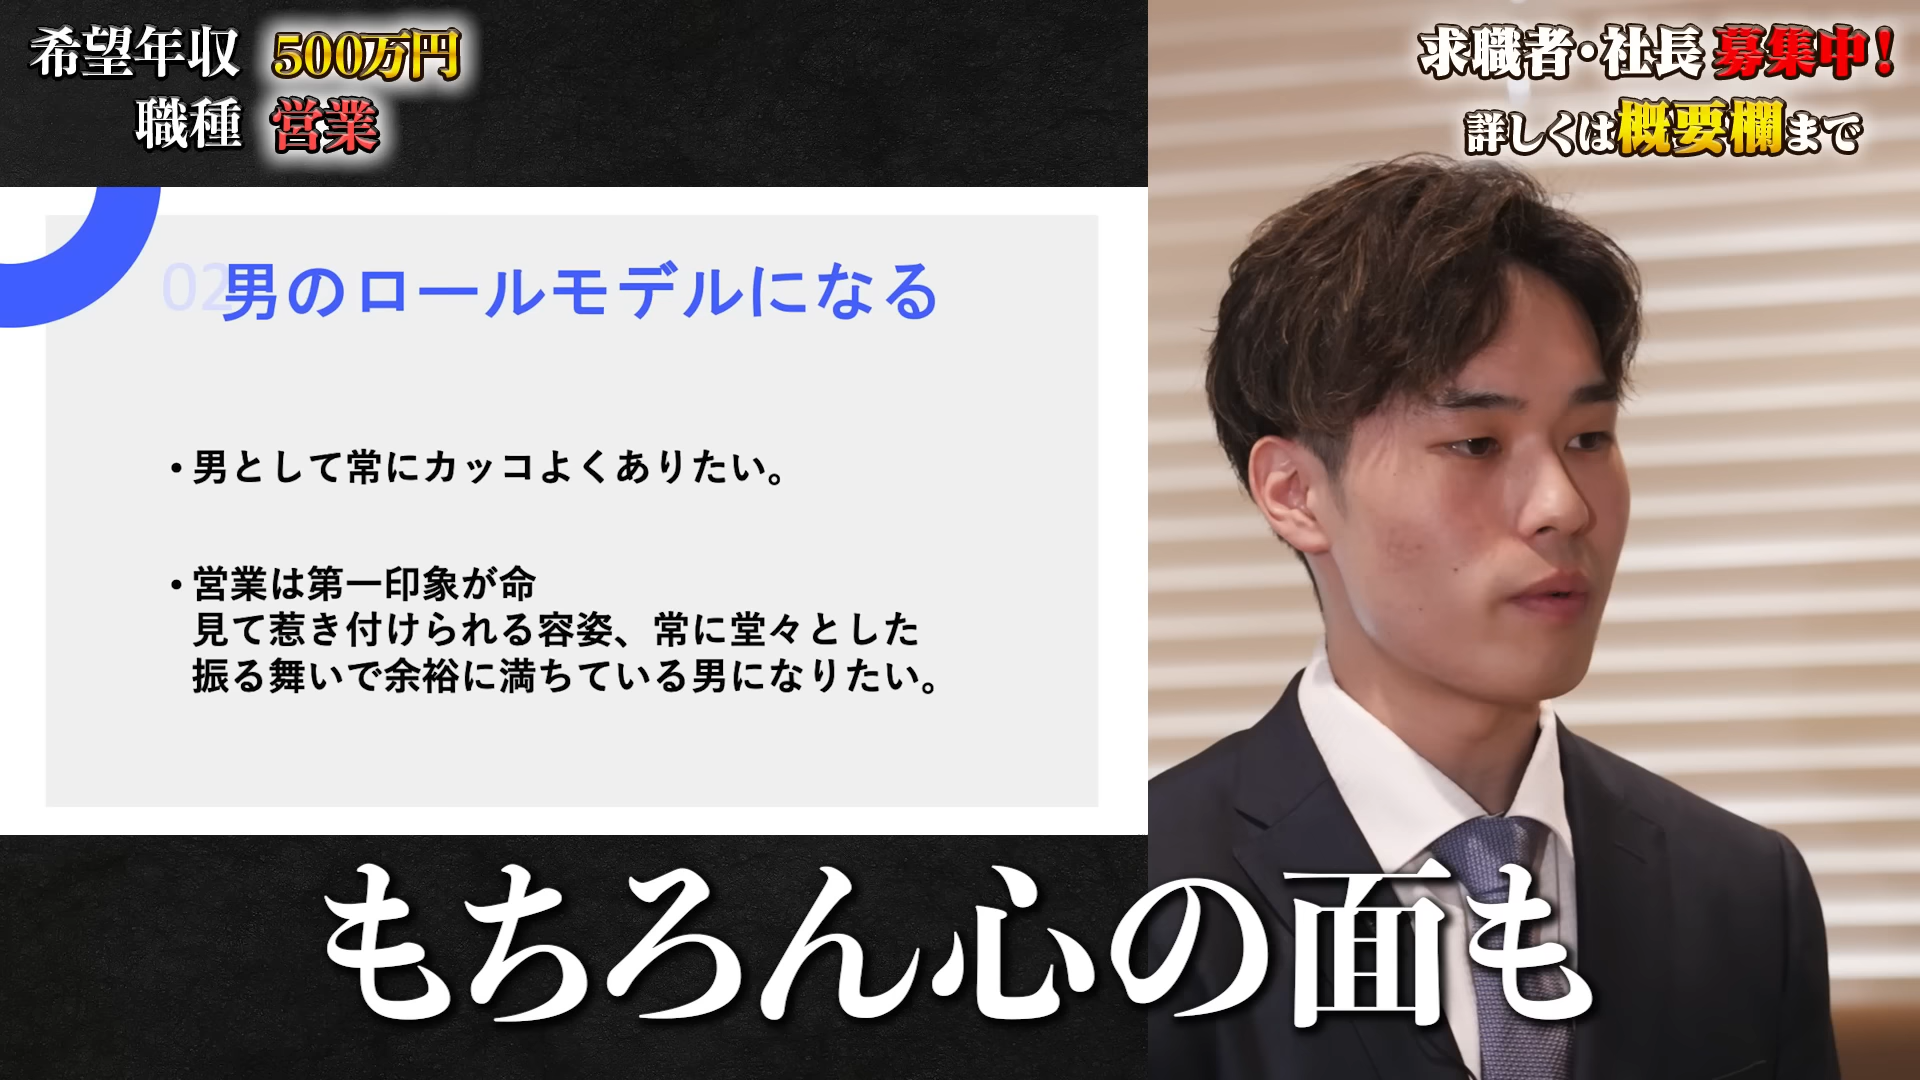 希望年収 500万円
職種 営業
求職者・社長 募集中!
詳しくは概要欄まで
02男のロールモデルになる
・男として常にカッコよくありたい。
・営業は第一印象が命
見て惹き付けられる容姿、常に堂々とした
振る舞いで余裕に満ちている男になりたい。
もちろん心の面も